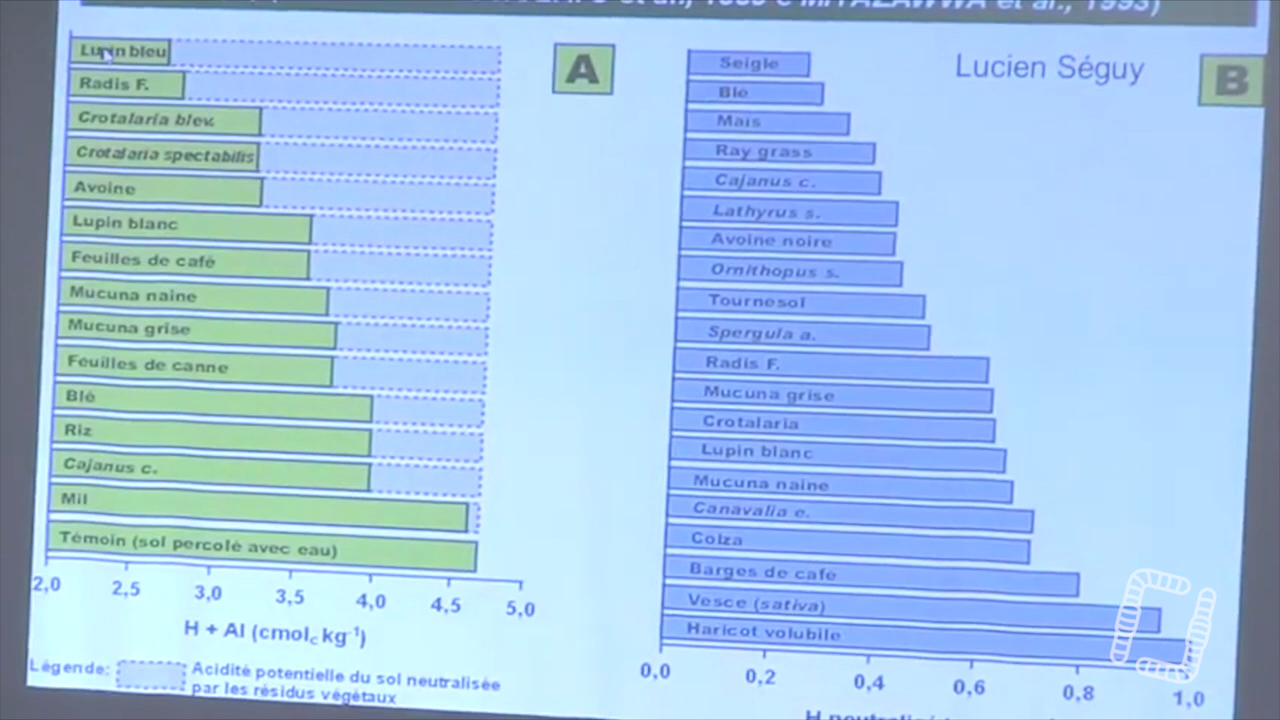 et al., 1993)
A
Lupin bleu
Radis F.
Crotalaria blev.
Crotalaria spectabilis
Avoine
Lupin blanc
Feuilles de café
Mucuna naine
Mucuna grise
Feuilles de canne
Blé
Riz
Cajanus c.
Mil
Témoin (sol percolé avec eau)
2,0 2,5 3,0 3,5 4,0 4,5 5,0
H + Al (cmolc kg-1)
Légende: Acidité potentielle du sol neutralisée
par les résidus végétaux
Lucien Séguy
B
Seigle
Blé
Maïs
Ray grass
Cajanus c.
Lathyrus s.
Avoine noire
Ornithopus s.
Tournesol
Spergula a.
Radis F.
Mucuna grise
Crotalaria
Lupin blanc
Mucuna naine
Canavalia e.
Colza
Barges de café
Vesce (sativa)
Haricot volubile
0,0 0,2 0,4 0,6 0,8 1,0